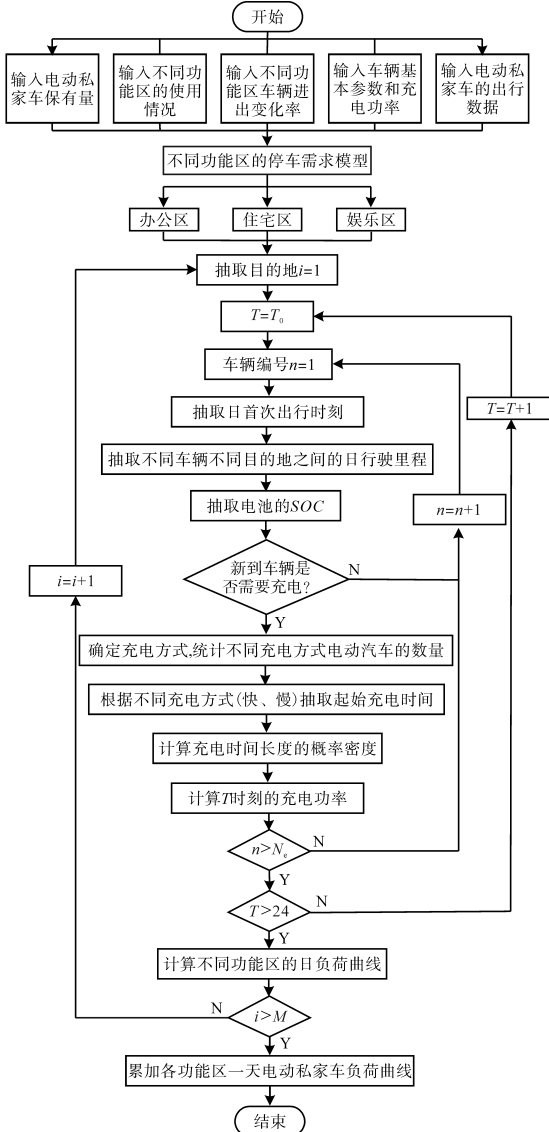 开始
输入电动私
家车保有量
输入不同功
能区的使用
情况
输入不同功
能区车辆进
出变化率
输入车辆基
本参数和充
电功率
输入电动私
家车的出行
数据
不同功能区的停车需求模型
办公区
住宅区
娱乐区
抽取目的地i=1
T=T₀
车辆编号n=1
抽取日首次出行时刻
T=T+1
抽取不同车辆不同目的地之间的日行驶里程
抽取电池的SOC
n=n+1
新到车辆是
否需要充电?
N
i=i+1
Y
确定充电方式,统计不同充电方式电动汽车的数量
根据不同充电方式(快、慢)抽取起始充电时间
计算充电时间长度的概率密度
计算T时刻的充电功率
n>Nₑ
N
Y
T>24
N
Y
计算不同功能区的日负荷曲线
N
i>M
Y
累加各功能区一天电动私家车负荷曲线
结束